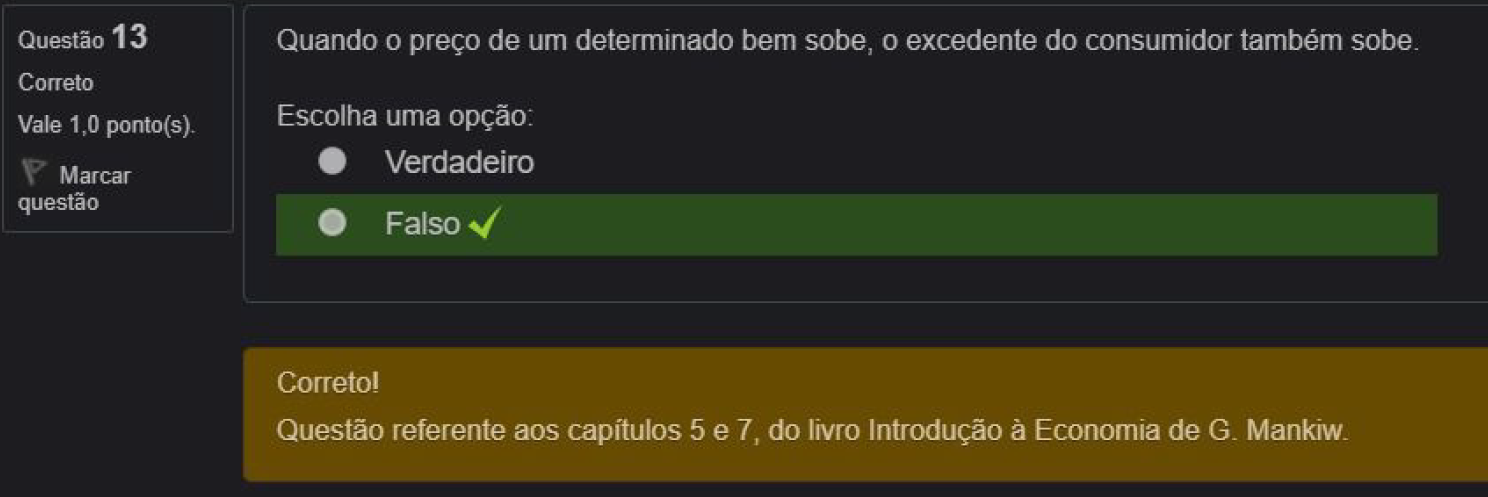 Questão 13
Correto
Vale 1,0 ponto(s).
Marcar
questão
Quando o preço de um determinado bem sobe, o excedente do consumidor também sobe.
Escolha uma opção:
Verdadeiro
Falso
Correto!
Questão referente aos capítulos 5 e 7, do livro Introdução à Economia de G. Mankiw.